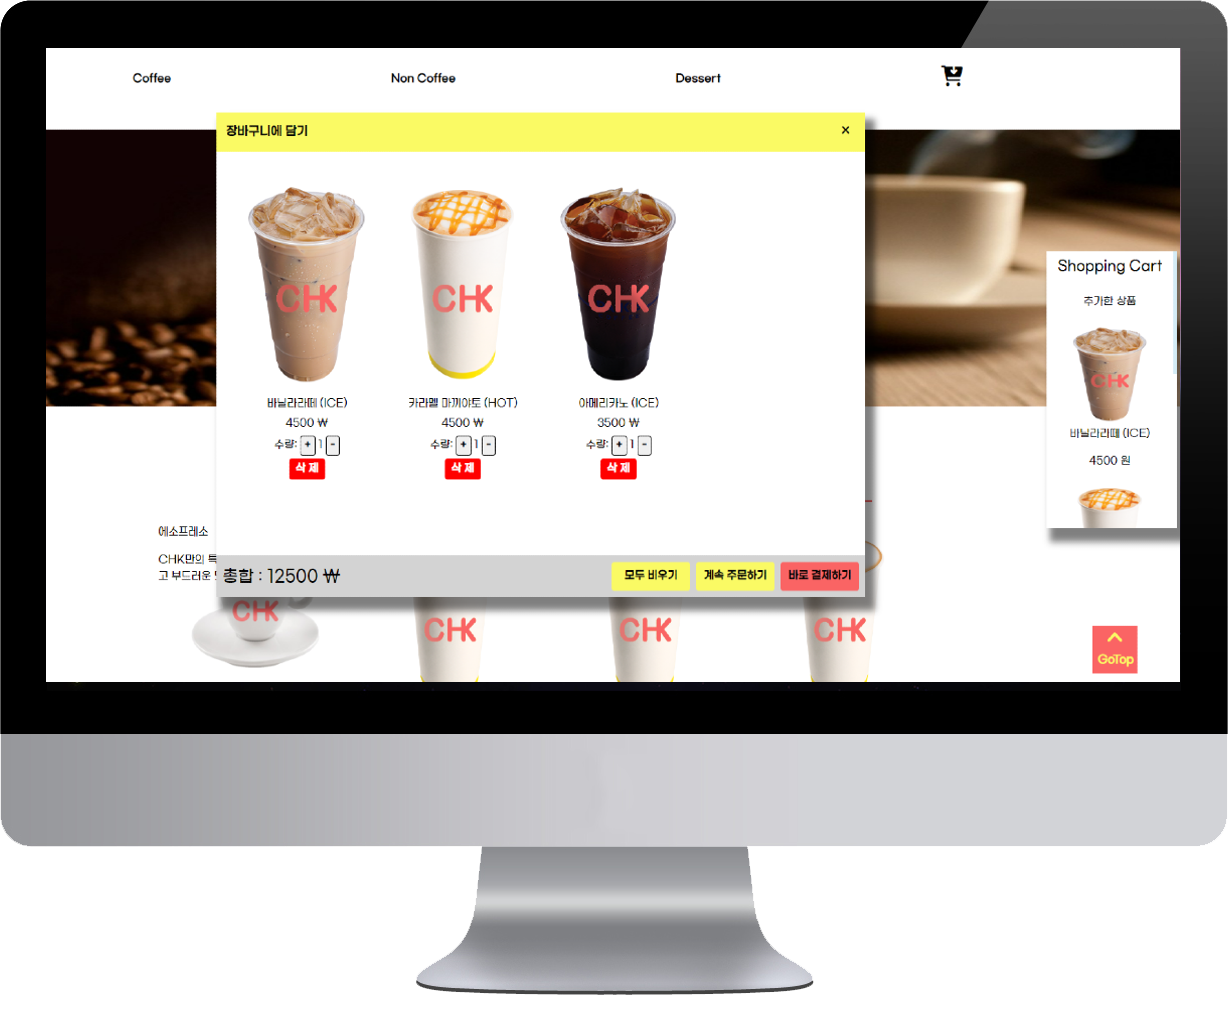 Coffee
Non Coffee
Dessert
장바구니에 담기
×
CHK
CHK
CHK
바닐라라떼 (ICE)
4500 ₩
수량: + 1 -
삭제
카라멜 마끼아토 (HOT)
4500 ₩
수량: + 1 -
삭제
아메리카노 (ICE)
3500 ₩
수량: + 1 -
삭제
총합 : 12500 ₩
모두 비우기
계속 주문하기
바로 결제하기
Shopping Cart
추가한 상품
CHK
바닐라라떼 (ICE)
4500 원
에소프레소
CHK만의 특
고 부드러운
CHK
CHK
CHK
CHK
GoTop